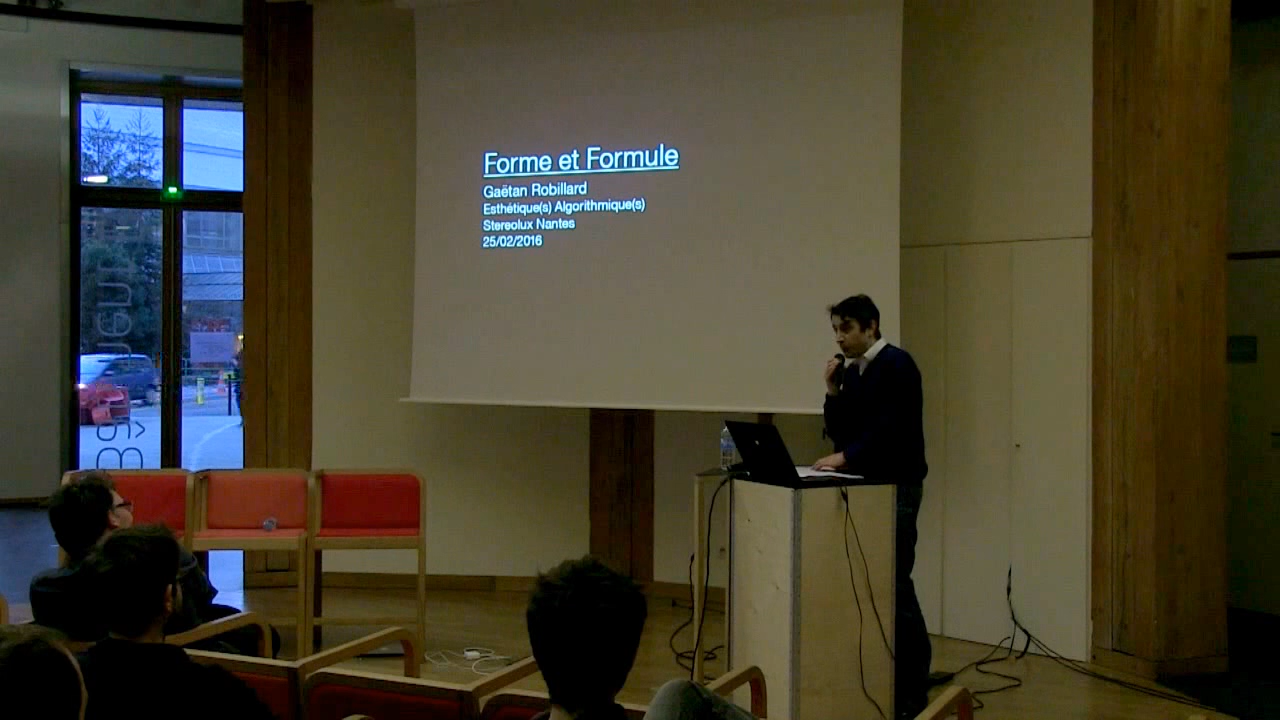 Forme et Formule
Gaëtan Robillard
Esthétique(s) Algorithmique(s)
Stereolux Nantes
25/02/2016